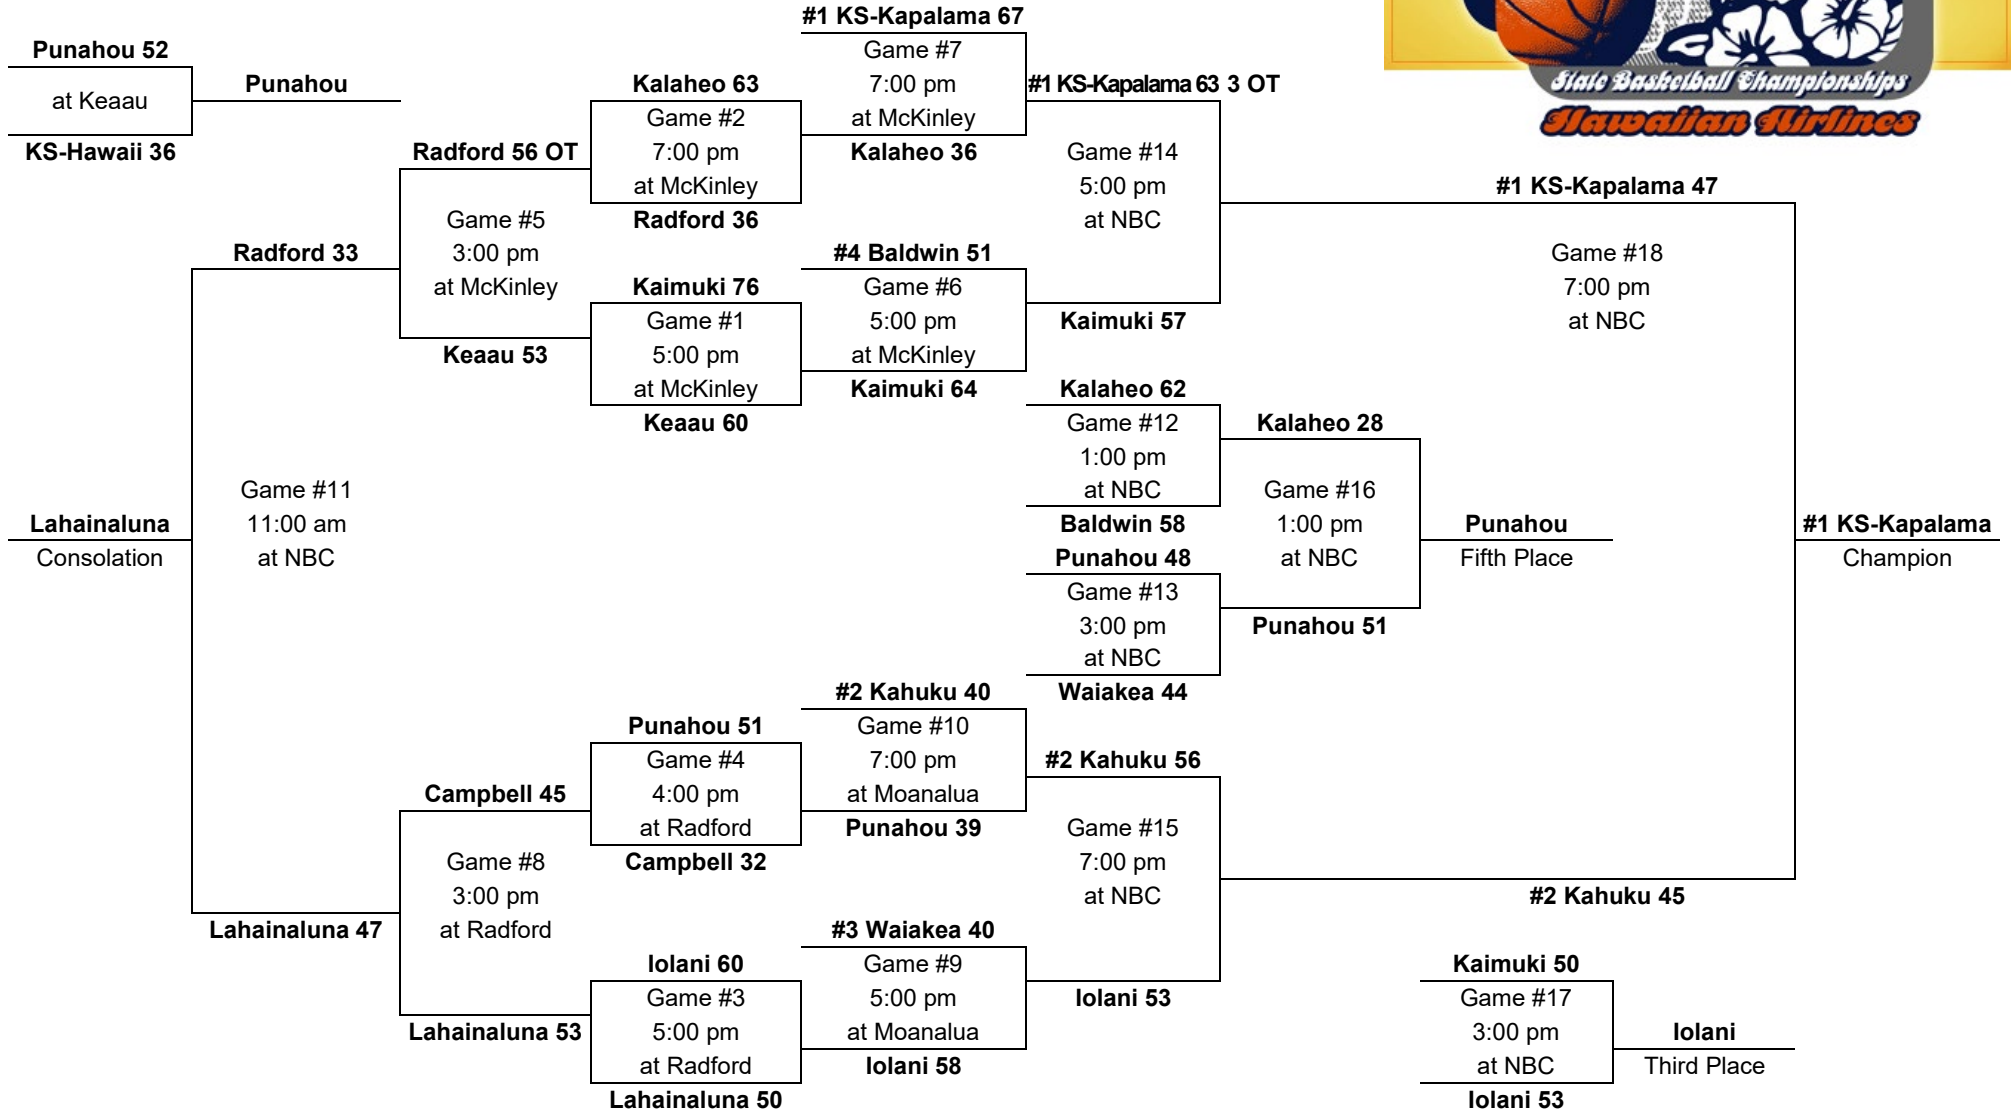 State Basketball Championships
Hawaiian Airlines
Punahou 52
at Keaau
KS-Hawaii 36
Punahou
Radford 33
Game #11
11:00 am
at NBC
Lahainaluna
Consolation
Lahainaluna 47
Radford 56 OT
Game #5
3:00 pm
at McKinley
Keaau 53
Campbell 45
Game #8
3:00 pm
at Radford
Lahainaluna 53
Kalaheo 63
Game #2
7:00 pm
at McKinley
Radford 36
Kaimuki 76
Game #1
5:00 pm
at McKinley
Keaau 60
Punahou 51
Game #4
4:00 pm
at Radford
Campbell 32
Iolani 60
Game #3
5:00 pm
at Radford
Lahainaluna 50
#1 KS-Kapalama 67
Game #7
7:00 pm
at McKinley
Kalaheo 36
#4 Baldwin 51
Game #6
5:00 pm
at McKinley
Kaimuki 64
#2 Kahuku 40
Game #10
7:00 pm
at Moanalua
Punahou 39
#3 Waiakea 40
Game #9
5:00 pm
at Moanalua
Iolani 58
#1 KS-Kapalama 63 3 OT
Game #14
5:00 pm
at NBC
Kaimuki 57
Kalaheo 62
Game #12
1:00 pm
at NBC
Baldwin 58
Punahou 48
Game #13
3:00 pm
at NBC
Waiakea 44
#2 Kahuku 56
Game #15
7:00 pm
at NBC
Iolani 53
Kalaheo 28
Game #16
1:00 pm
at NBC
Punahou 51
Punahou
Fifth Place
#1 KS-Kapalama 47
Game #18
7:00 pm
at NBC
#2 Kahuku 45
#1 KS-Kapalama
Champion
Kaimuki 50
Game #17
3:00 pm
at NBC
Iolani 53
Iolani
Third Place